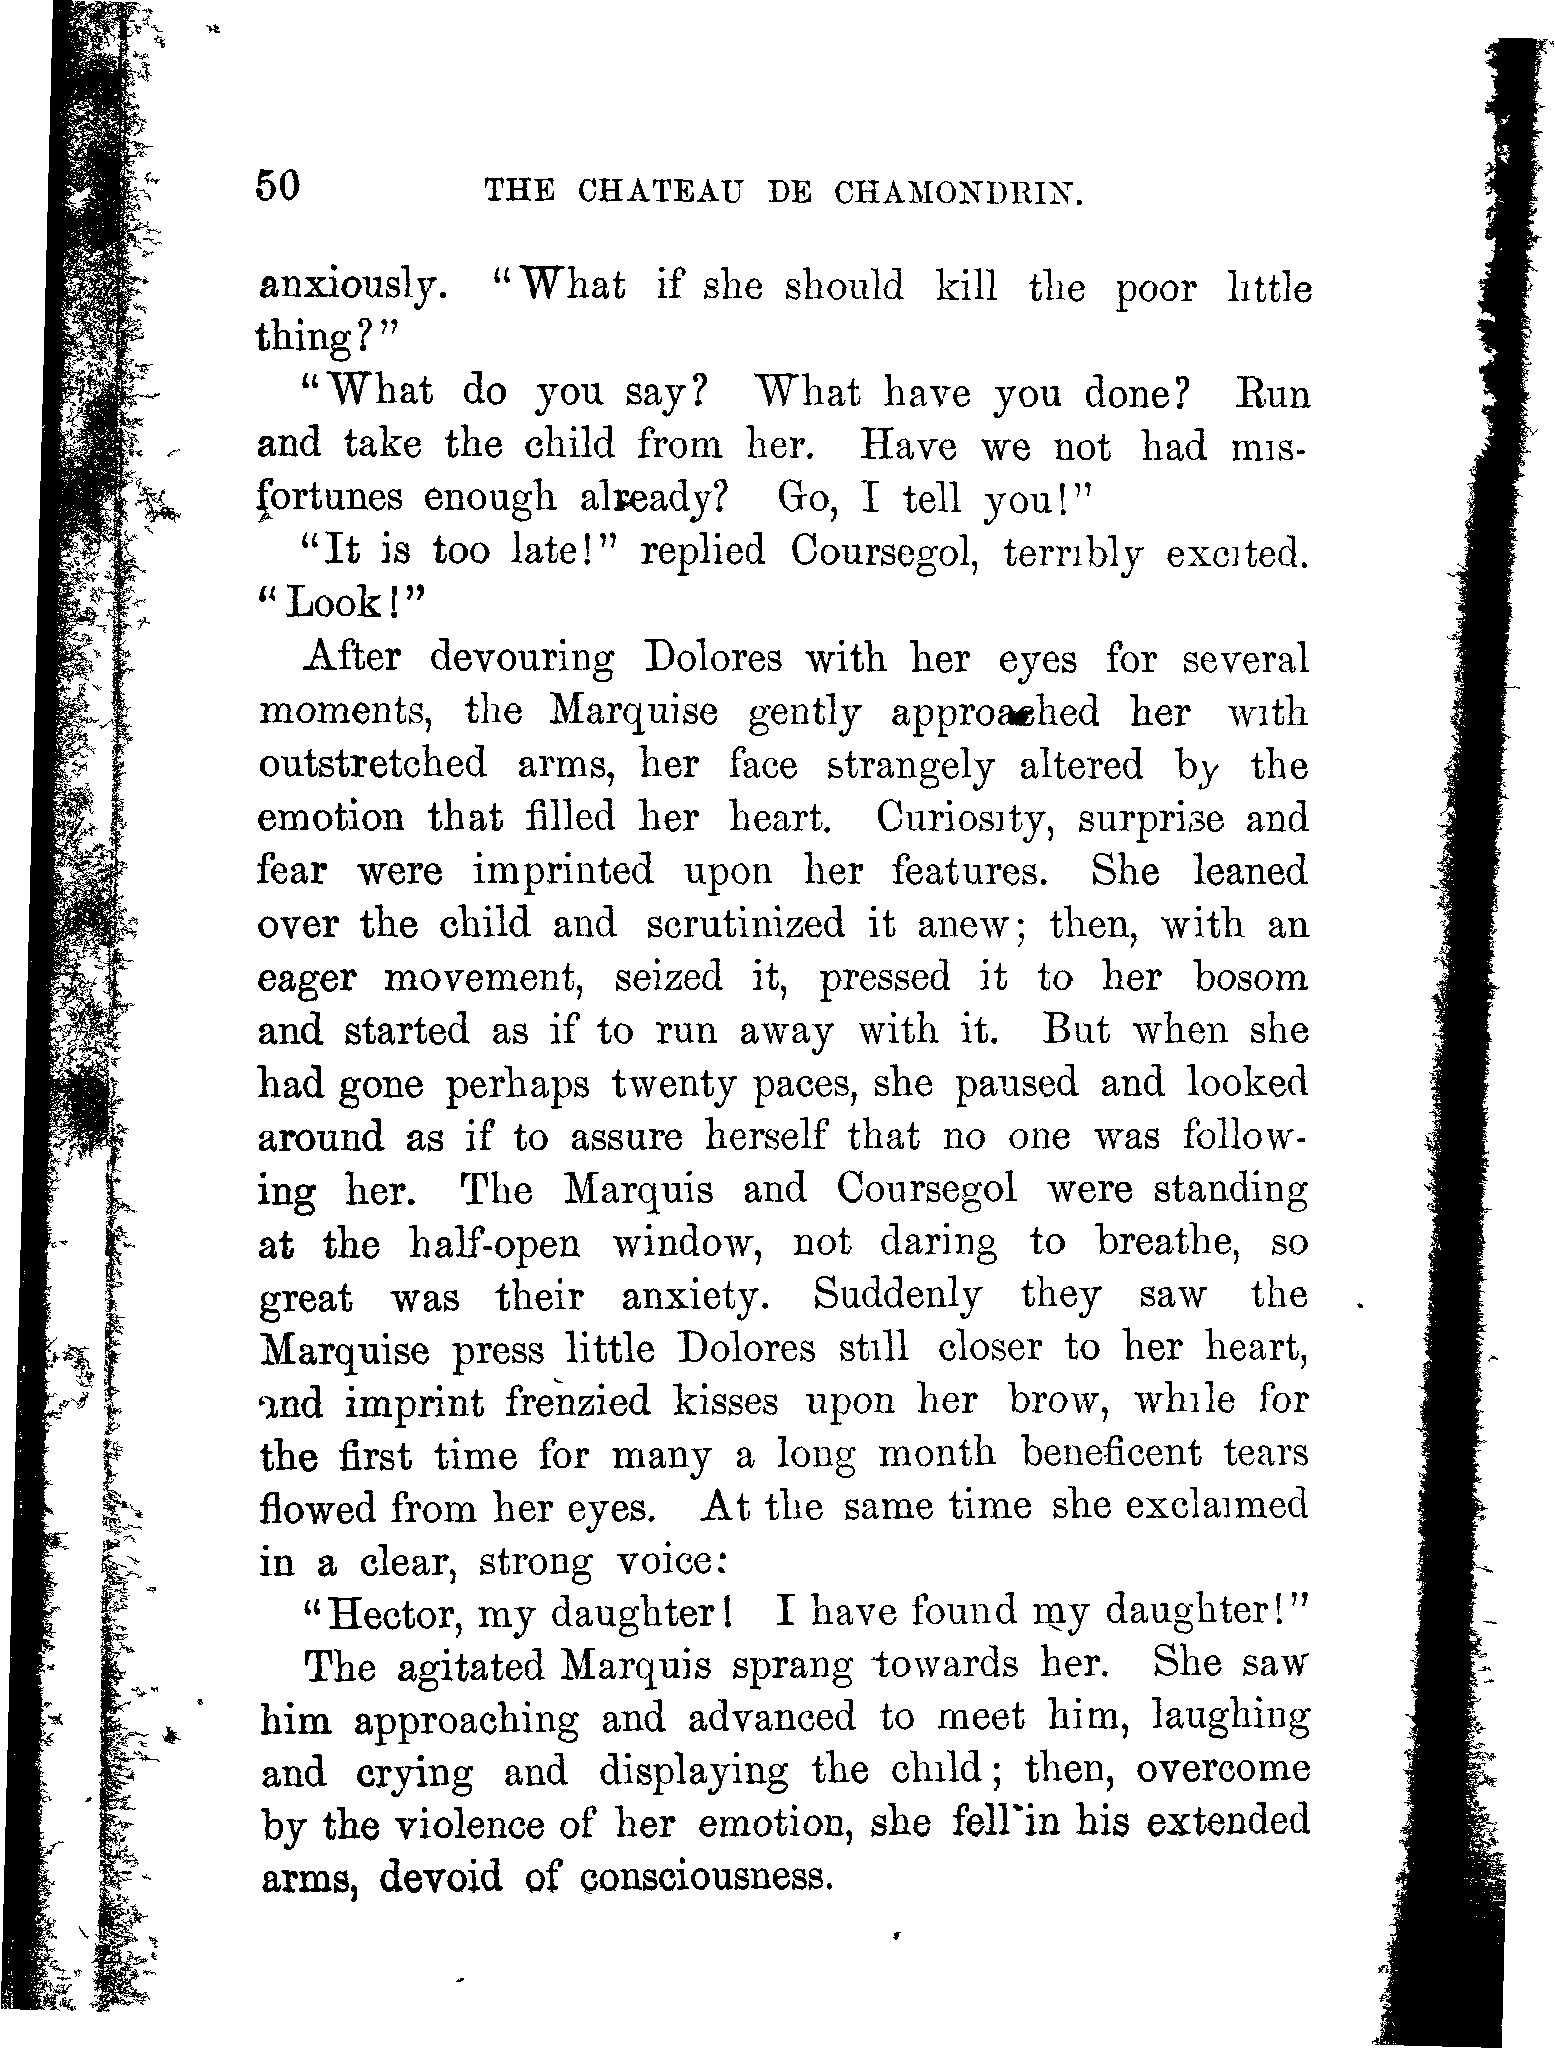 50 THE CHATEAU DE CHAMONDRIN.
anxiously. "What if she should kill the poor little
thing?"
"What do you say? What have you done? Run
and take the child from her. Have we not had mis-
fortunes enough already? Go, I tell you!"
"It is too late!" replied Coursegol, terribly excited.
"Look!"
After devouring Dolores with her eyes for several
moments, the Marquise gently approached her with
outstretched arms, her face strangely altered by the
emotion that filled her heart. Curiosity, surprise and
fear were imprinted upon her features. She leaned
over the child and scrutinized it anew; then, with an
eager movement, seized it, pressed it to her bosom
and started as if to run away with it. But when she
had gone perhaps twenty paces, she paused and looked
around as if to assure herself that no one was follow-
ing her. The Marquis and Coursegol were standing
at the half-open window, not daring to breathe, so
great was their anxiety. Suddenly they saw the
Marquise press little Dolores still closer to her heart,
and imprint frenzied kisses upon her brow, while for
the first time for many a long month beneficent tears
flowed from her eyes. At the same time she exclaimed
in a clear, strong voice:
"Hector, my daughter! I have found my daughter!"
The agitated Marquis sprang towards her. She saw
him approaching and advanced to meet him, laughing
and crying and displaying the child; then, overcome
by the violence of her emotion, she fell in his extended
arms, devoid of consciousness.